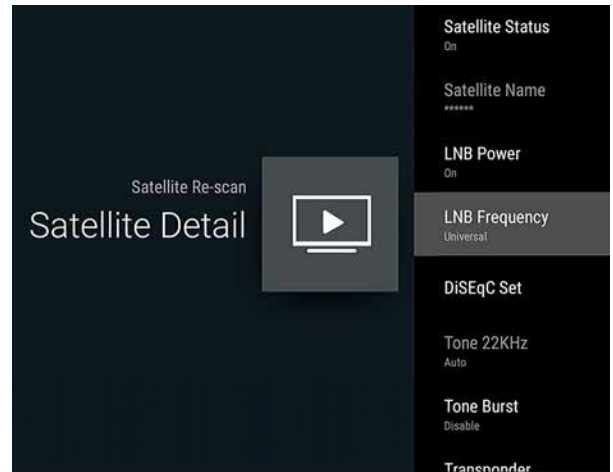 Satellite Re-scan
Satellite Detail
Satellite Status
On
Satellite Name
******
LNB Power
On
LNB Frequency
Universal
DiSEqC Set
Tone 22KHz
Auto
Tone Burst
Disable
Transponder